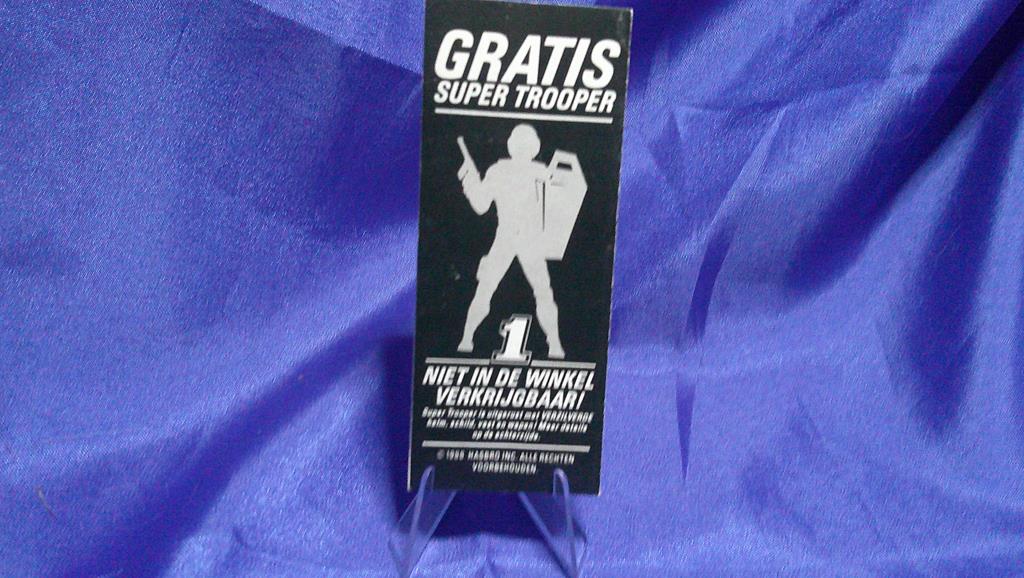 GRATIS
SUPER TROOPER
1
NIET IN DE WINKEL
VERKRIJGBAAR!
Super Trooper is uitgerust met VERZILVERDE
helm, schild, vest en wapen! Meer details
op de achterzijde.
© 1988 HASBRO INC. ALLE RECHTEN
VOORBEHOUDEN